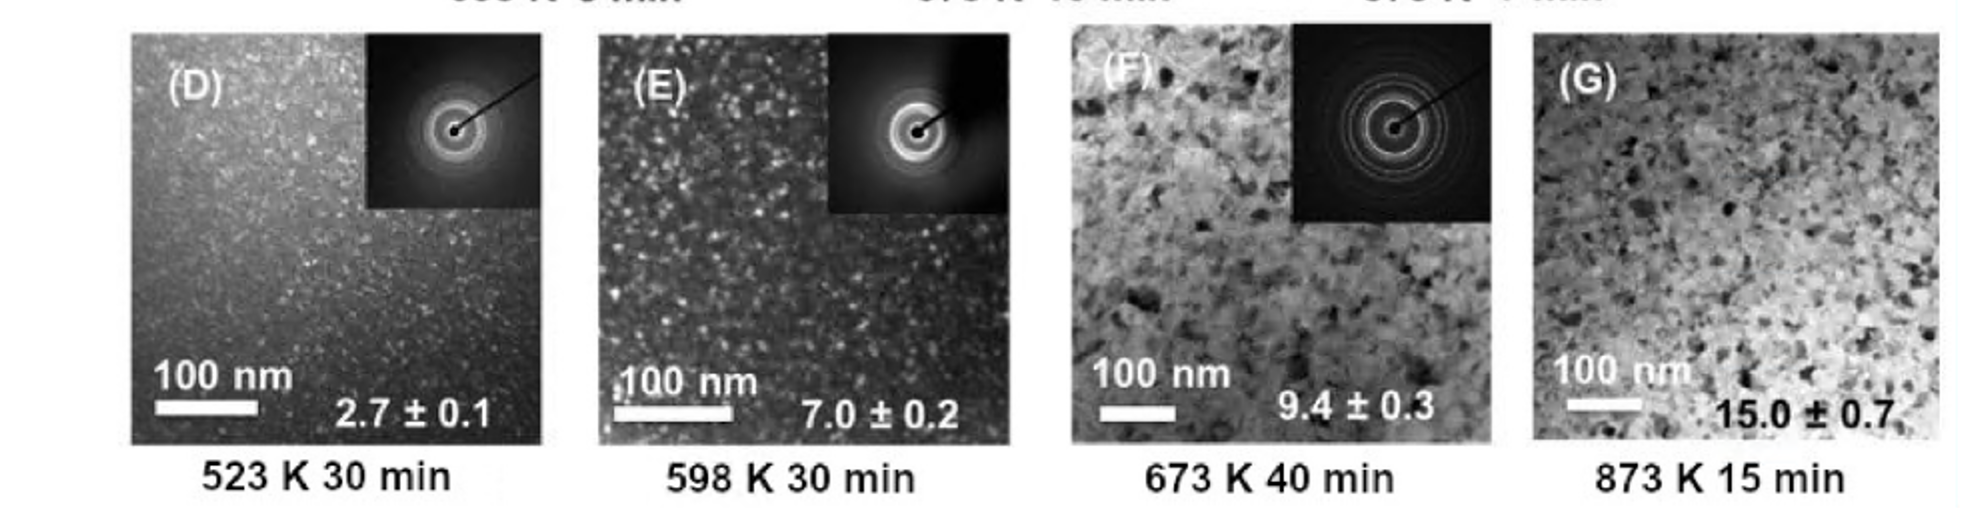 (D)
(E)
(F)
(G)
100 nm
2.7 ± 0.1
100 nm
7.0 ± 0.2
100 nm
9.4 ± 0.3
100 nm
15.0 ± 0.7
523 K 30 min
598 K 30 min
673 K 40 min
873 K 15 min